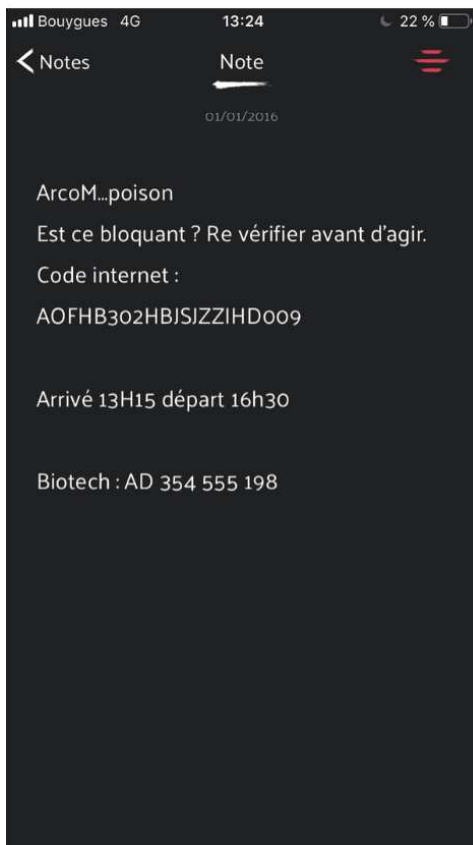 Bouygues 4G 13:24 22 %
Notes Note
01/01/2016
ArcoM...poison
Est ce bloquant ? Re vérifier avant d'agir.
Code internet :
AOFHB302HBJSJZZIHD009
Arrivé 13H15 départ 16h30
Biotech : AD 354 555 198